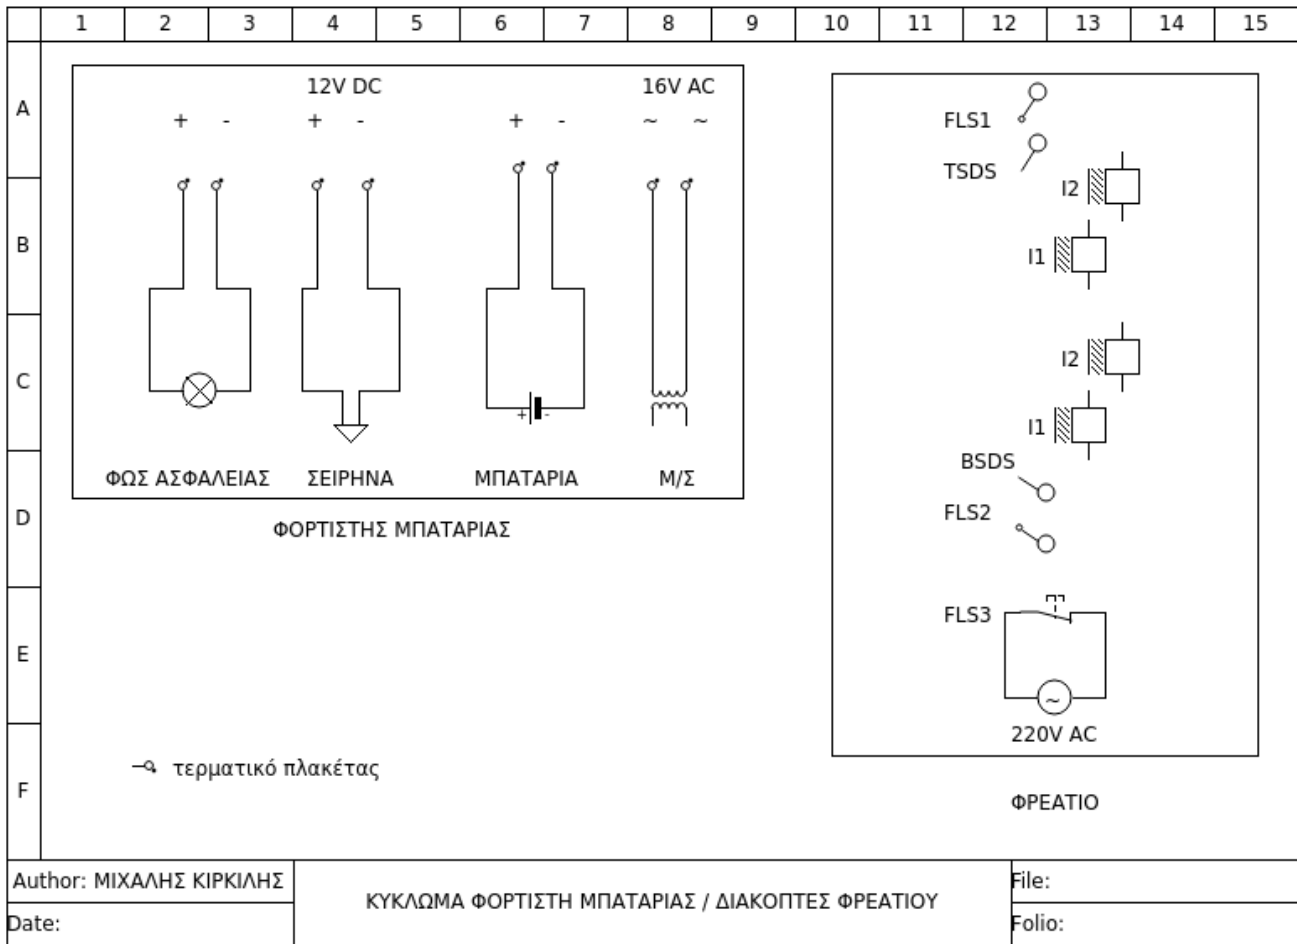 1 2 3 4 5 6 7 8 9 10 11 12 13 14 15
A
B
C
D
E
F
12V DC
16V AC
+ - + - + - ~ ~
+ -
ΦΩΣ ΑΣΦΑΛΕΙΑΣ ΣΕΙΡΗΝΑ ΜΠΑΤΑΡΙΑ Μ/Σ
ΦΟΡΤΙΣΤΗΣ ΜΠΑΤΑΡΙΑΣ
τερματικό πλακέτας
FLS1
TSDS
I2
I1
I2
I1
BSDS
FLS2
FLS3
~
220V AC
ΦΡΕΑΤΙΟ
Author: ΜΙΧΑΛΗΣ ΚΙΡΚΙΛΗΣ
Date:
ΚΥΚΛΩΜΑ ΦΟΡΤΙΣΤΗ ΜΠΑΤΑΡΙΑΣ / ΔΙΑΚΟΠΤΕΣ ΦΡΕΑΤΙΟΥ
File:
Folio: